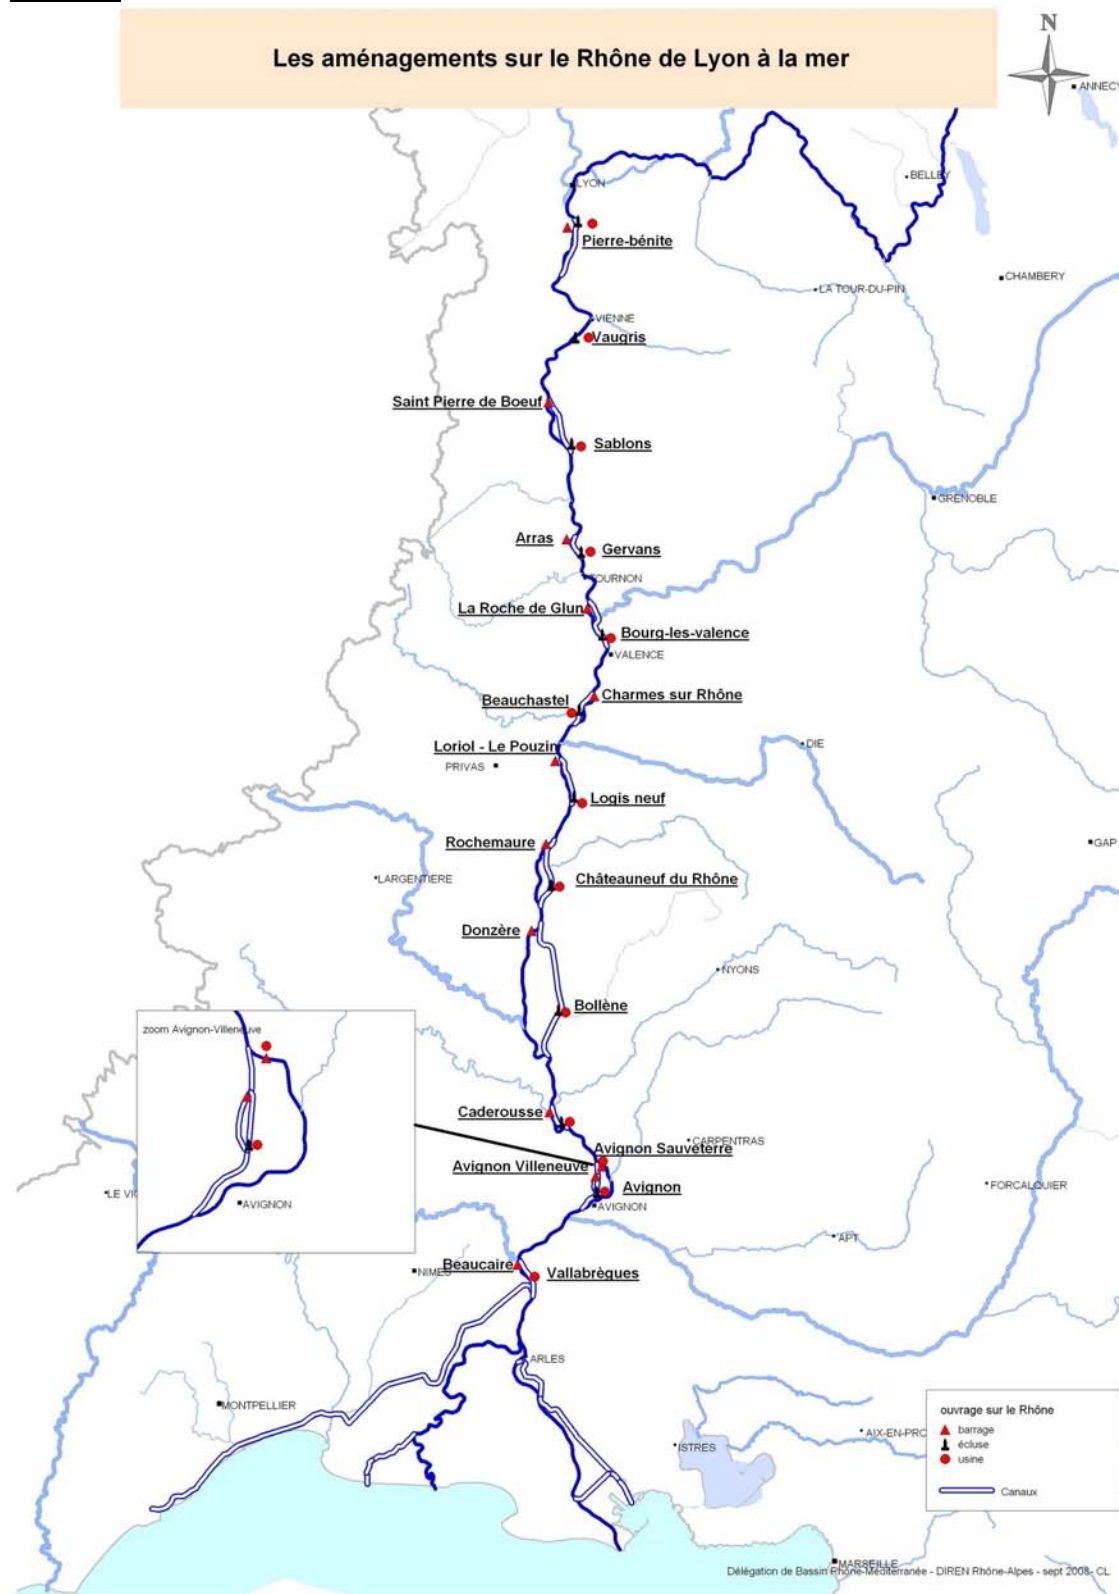 Les aménagements sur le Rhône de Lyon à la mer
N
ANNECY
BELLEY
LYON
Pierre-bénite
CHAMBERY
LA TOUR-DU-PIN
VIENNE
Vaugris
Saint Pierre de Boeuf
Sablons
GRENOBLE
Arras
Gervans
TOURNON
La Roche de Glun
Bourg-les-valence
VALENCE
Charmes sur Rhône
Beauchastel
Loriol - Le Pouzin
DIE
PRIVAS
Logis neuf
Rochemaure
GAP
LARGENTIERE
Châteauneuf du Rhône
Donzère
NYONS
Bollène
zoom Avignon-Villeneuve
Caderousse
CARPENTRAS
Avignon Sauveterre
Avignon Villeneuve
Avignon
FORCALQUIER
LE VIG
AVIGNON
AVIGNON
APT
Beaucaire
NIMES
Vallabrègues
ARLES
MONTPELLIER
ouvrage sur le Rhône
barrage
écluse
usine
Canaux
AIX-EN-PRO
ISTRES
MARSEILLE
Délégation de Bassin Rhône-Méditerranée - DIREN Rhône-Alpes - sept 2008- CL